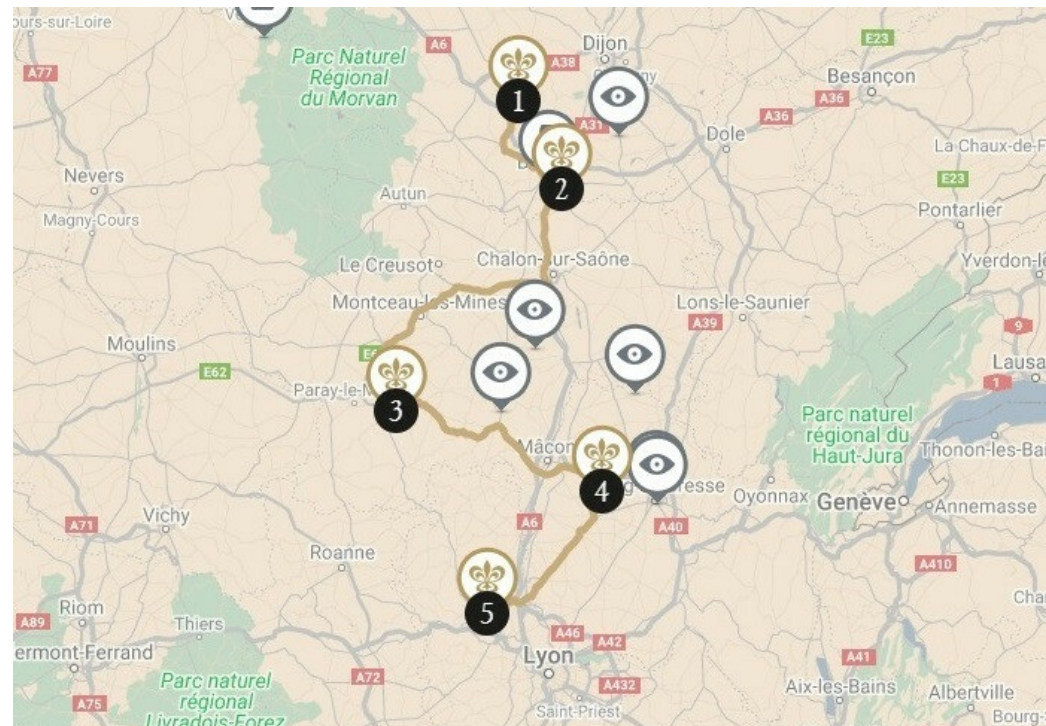 ours-sur-Loire
A6
Dijon
E23
A38
Parc Naturel
Régional
du Morvan
A77
Besançon
A36
1
A31
A36
Dole
La Chaux-de-F
Nevers
2
E23
Autun
Magny-Cours
Pontarlier
Chalon-sur-Saône
Le Creusot
Yverdon-le
Montceau-les-Mines
Lons-le-Saunier
A39
9
Moulins
Lausa
E62
Paray-le-M
1
3
Parc naturel
régional du
Haut-Jura
Mâcon
Thonon-les-Bai
4
resse
Oyonnax
Genève
Annemasse
Vichy
A71
A6
A40
Roanne
A410
5
Riom
Cha
A89
Thiers
A46
A42
ermont-Ferrand
Lyon
A41
A72
Parc naturel
régional
Livradois-Forez
A75
A432
Aix-les-Bains
Albertville
Saint-Priest
Bourg-S